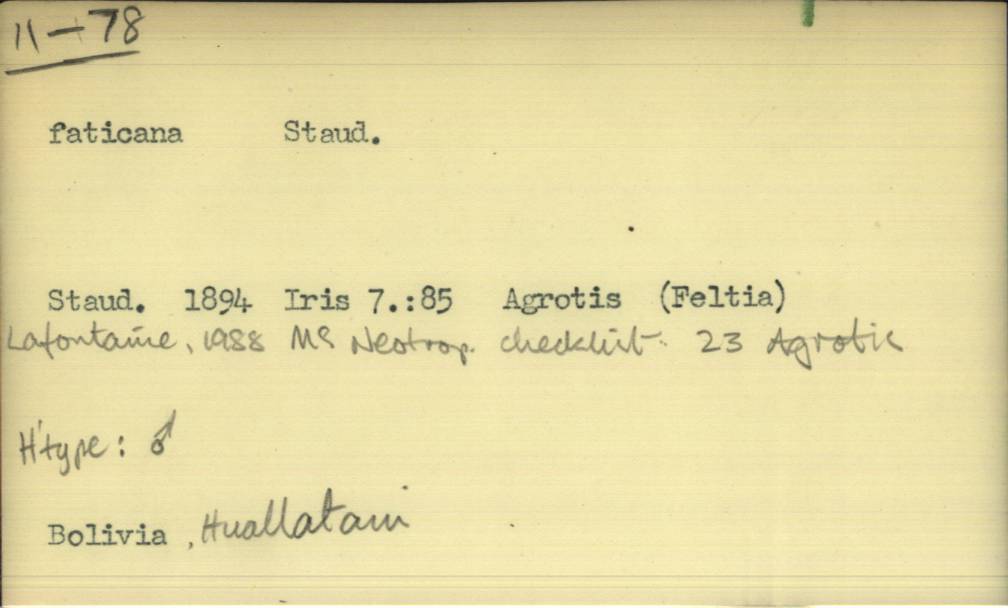 11-78
faticana Staud.
Staud. 1894 Iris 7.:85 Agrotis (Feltia)
Lafontaine, 1988 MS Neotrop. checklist. 23 Agrotis
H'type: ♂
Bolivia, Huallatani